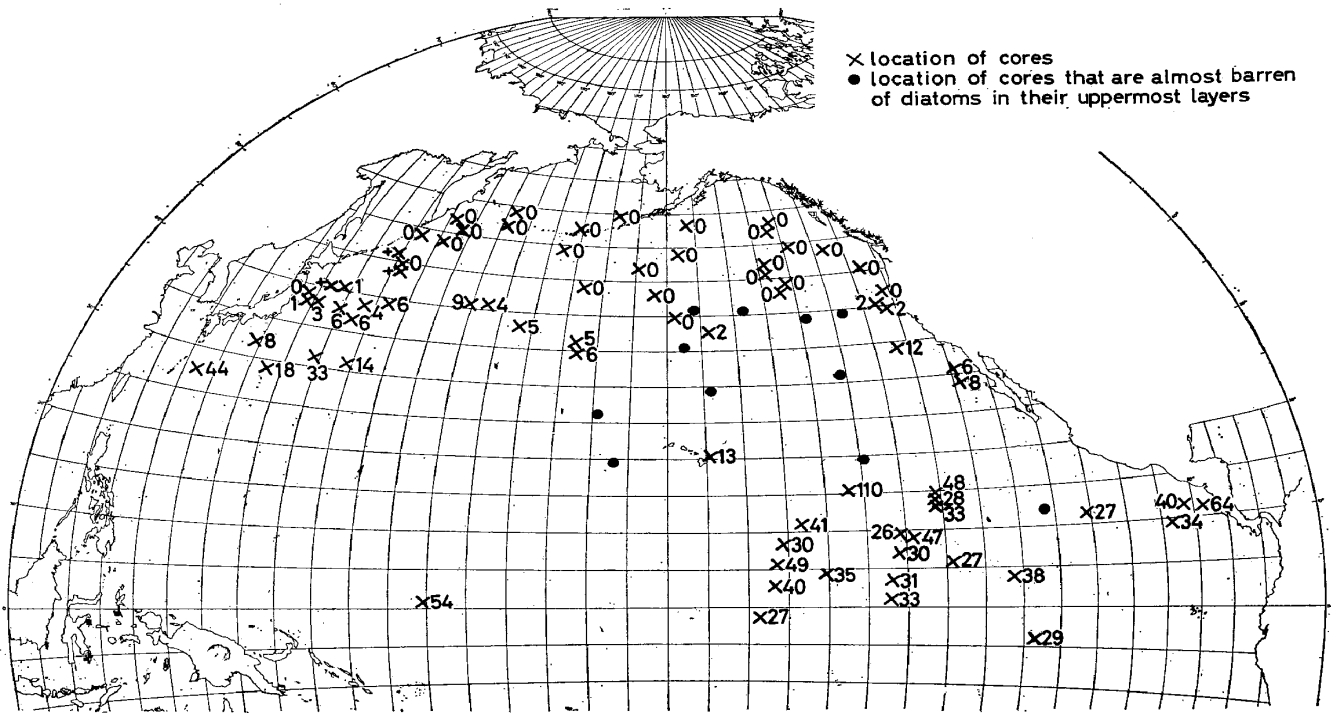 × location of cores
● location of cores that are almost barren
of diatoms in their uppermost layers
×0 ×0 ×0
0× ×0 ×0 ×0 ×0 ×0 0× ×0
×0 ×0 ×0 ×0 ×0
+× ×0 ×0 0× ×0
+×
0× +× ×1 ×0 ×0 0× ×0 ×0
1× ×3 ×6 ×4 ×6 9× ×4 2× ×2
×6 ×0
×5 ×2
×8 ×5 ×12
×6
×44 ×18 ×33 ×14 ×6
×8
×13
×110 ×48
×28
×33 ×27 40× ×64
×34
×41 26× ×47
×30 ×30 ×27
×49 ×35 ×31 ×38
×40 ×33
×54 ×27
×29